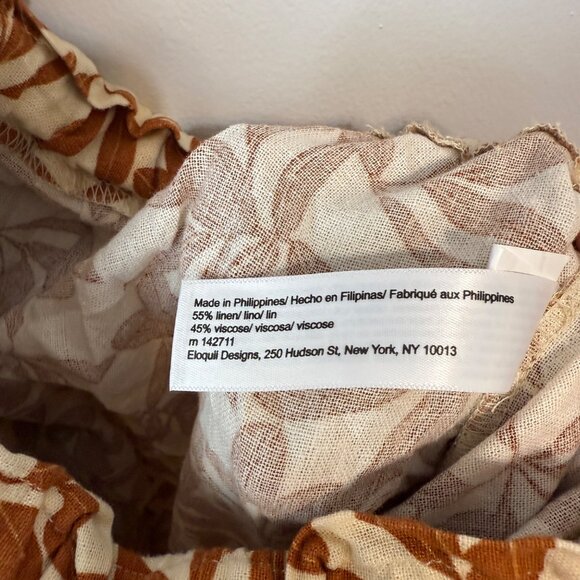 Made in Philippines/ Hecho en Filipinas/ Fabriqué aux Philippines
55% linen/ lino/ lin
45% viscose/ viscosa/ viscose
rn 142711
Eloquii Designs, 250 Hudson St, New York, NY 10013